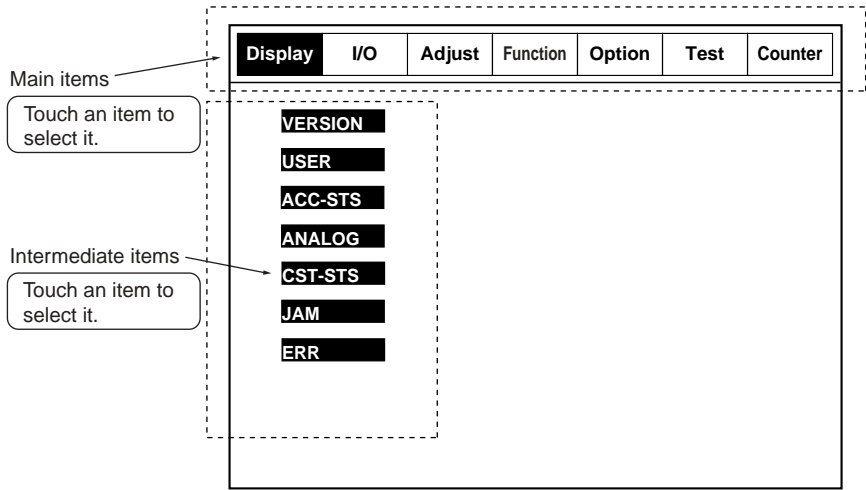 Display I/O Adjust Function Option Test Counter
Main items
Touch an item to
select it.
VERSION
USER
ACC-STS
ANALOG
Intermediate items
CST-STS
Touch an item to
select it.
JAM
ERR